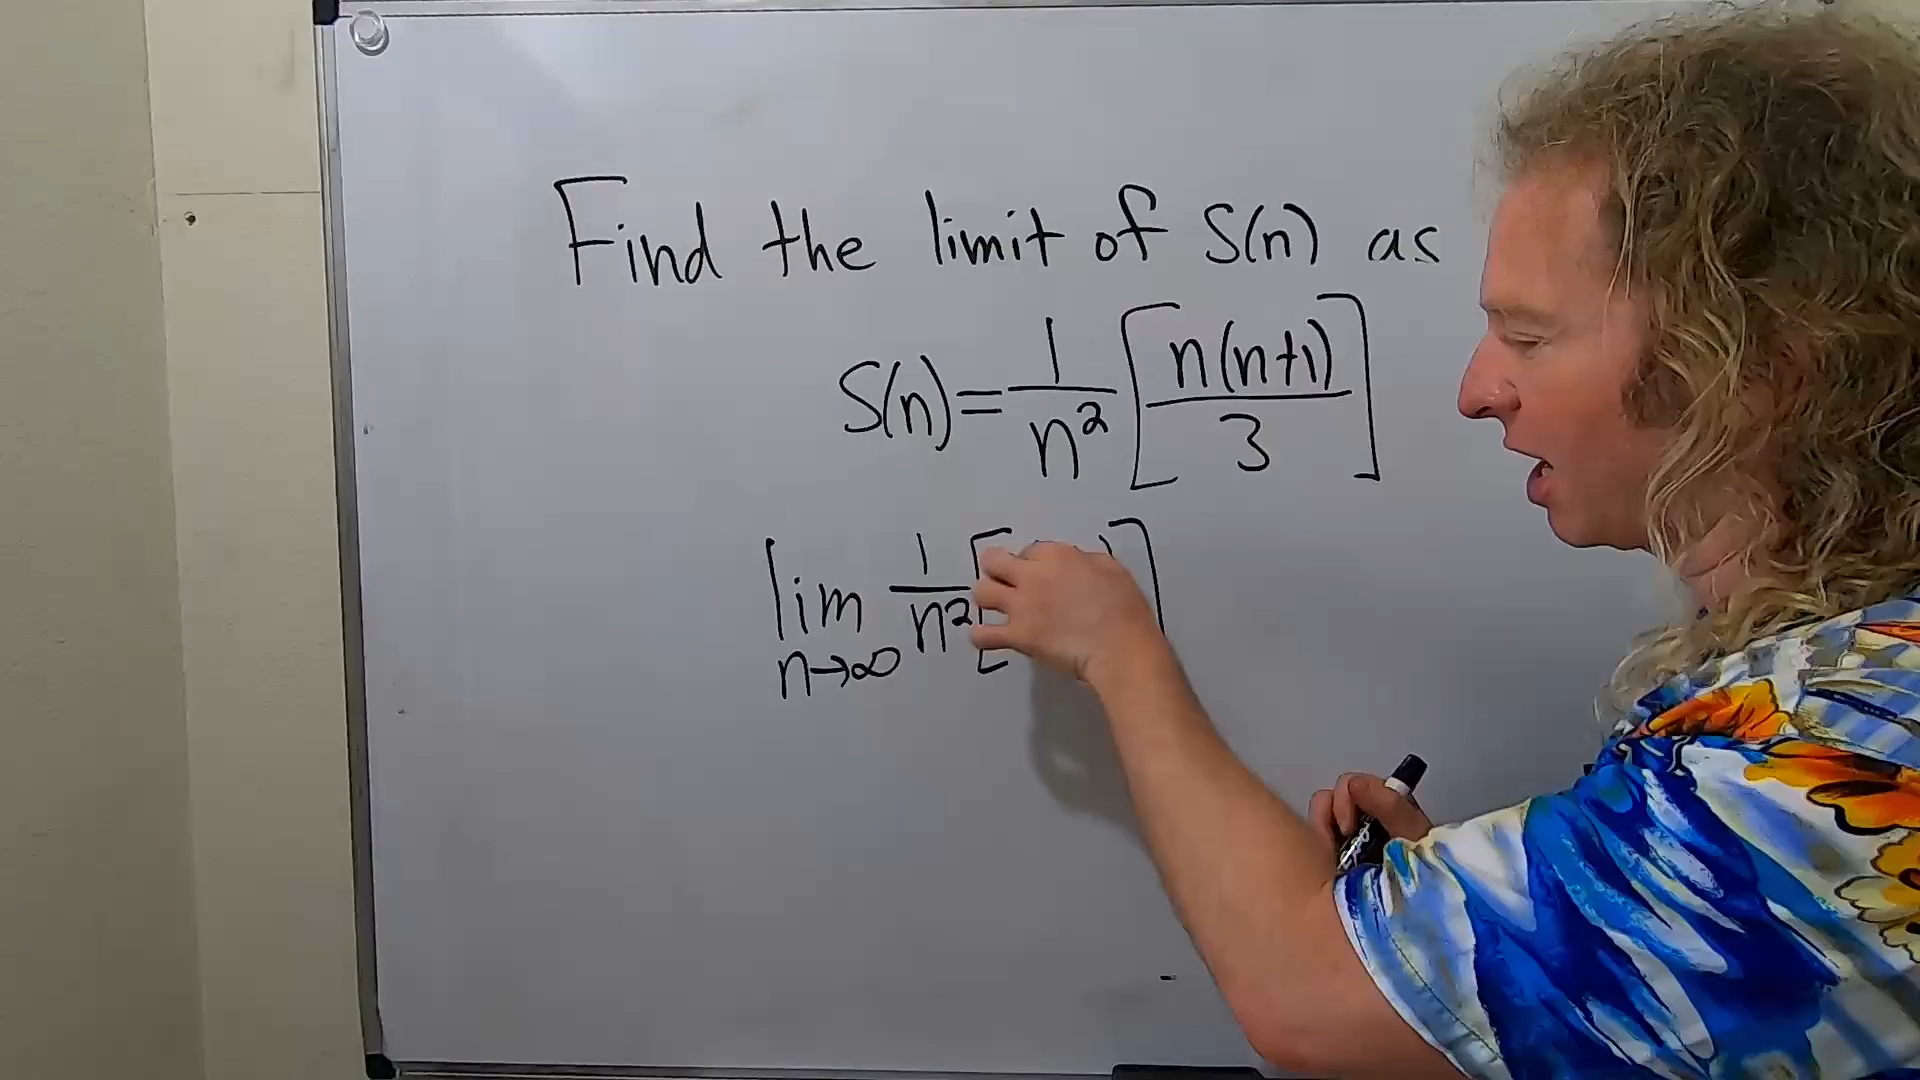 Find the limit of S(n) as
S(n) = 1/n² [n(n+1)/3]
lim n→∞ 1/n² [ ) ]